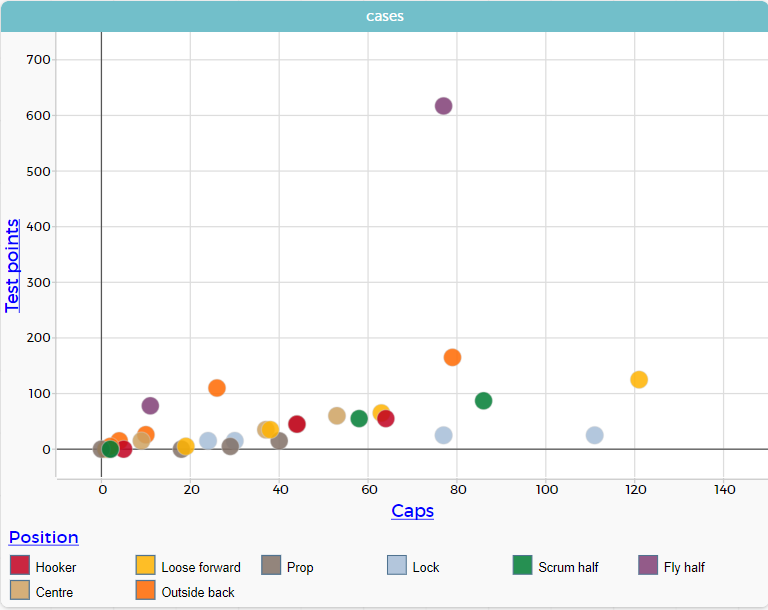 cases
700
600
500
400
300
200
100
0
Test points
0 20 40 60 80 100 120 140
Caps
Position
Hooker Loose forward Prop Lock Scrum half Fly half
Centre Outside back